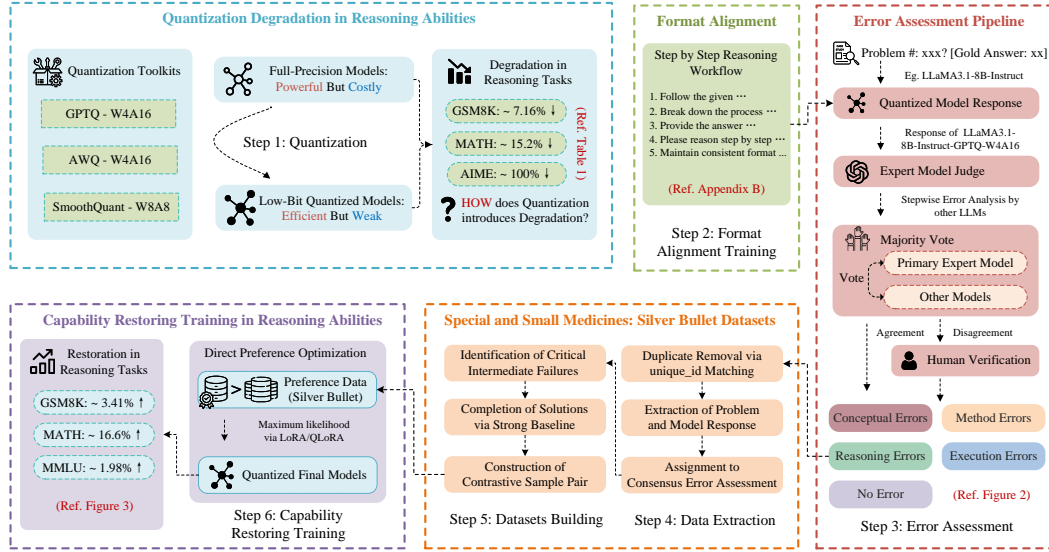 Quantization Degradation in Reasoning Abilities
Quantization Toolkits
GPTQ - W4A16
AWQ - W4A16
SmoothQuant - W8A8
Full-Precision Models:
Powerful But Costly
Step 1: Quantization
Low-Bit Quantized Models:
Efficient But Weak
Degradation in
Reasoning Tasks
GSM8K: ~ 7.16% ↓
MATH: ~ 15.2% ↓
AIME: ~ 100% ↓
(Ref. Table 1)
? HOW does Quantization
introduces Degradation?
Format Alignment
Step by Step Reasoning
Workflow
1. Follow the given ⋯
2. Break down the process ⋯
3. Provide the answer ⋯
4. Please reason step by step ⋯
5. Maintain consistent format ...
(Ref. Appendix B)
Step 2: Format
Alignment Training
Error Assessment Pipeline
Problem #: xxx? [Gold Answer: xx]
Eg. LLaMA3.1-8B-Instruct
Quantized Model Response
Response of LLaMA3.1-
8B-Instruct-GPTQ-W4A16
Expert Model Judge
Stepwise Error Analysis by
other LLMs
Majority Vote
Vote
Primary Expert Model
Other Models
Agreement
Disagreement
Human Verification
Conceptual Errors
Method Errors
Reasoning Errors
Execution Errors
No Error
(Ref. Figure 2)
Step 3: Error Assessment
Special and Small Medicines: Silver Bullet Datasets
Duplicate Removal via
unique_id Matching
Extraction of Problem
and Model Response
Assignment to
Consensus Error Assessment
Step 4: Data Extraction
Identification of Critical
Intermediate Failures
Completion of Solutions
via Strong Baseline
Construction of
Contrastive Sample Pair
Step 5: Datasets Building
Capability Restoring Training in Reasoning Abilities
Direct Preference Optimization
>
Preference Data
(Silver Bullet)
Maximum likelihood
via LoRA/QLoRA
Quantized Final Models
Step 6: Capability
Restoring Training
Restoration in
Reasoning Tasks
GSM8K: ~ 3.41% ↑
MATH: ~ 16.6% ↑
MMLU: ~ 1.98% ↑
(Ref. Figure 3)